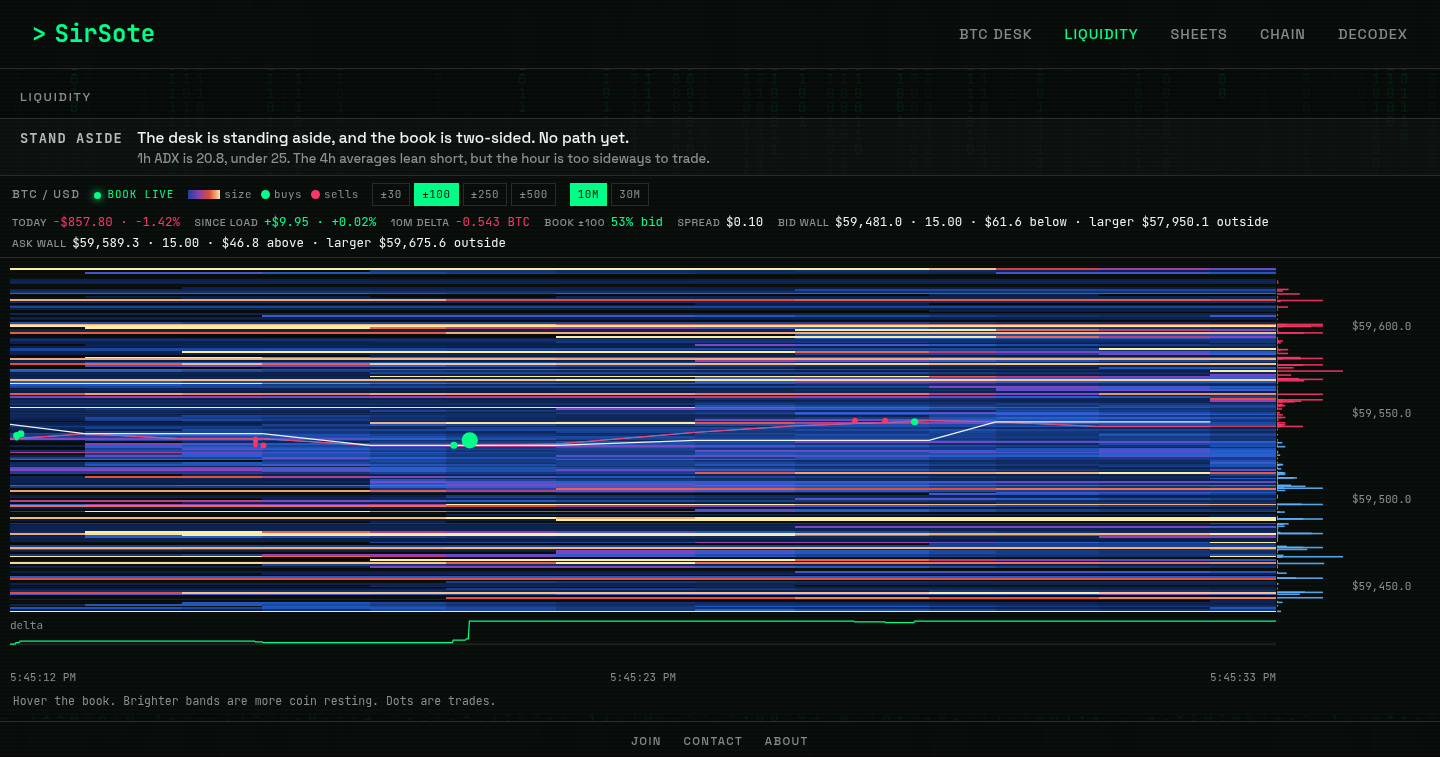 > SirSote
BTC DESK LIQUIDITY SHEETS CHAIN DECODEX
LIQUIDITY
STAND ASIDE The desk is standing aside, and the book is two-sided. No path yet.
1h ADX is 20.8, under 25. The 4h averages lean short, but the hour is too sideways to trade.
BTC / USD BOOK LIVE size buys sells ±30 ±100 ±250 ±500 10M 30M
TODAY -$857.80 · -1.42% SINCE LOAD +$9.95 · +0.02% 10M DELTA -0.543 BTC BOOK ±100 53% bid SPREAD $0.10 BID WALL $59,481.0 · 15.00 · $61.6 below · larger $57,950.1 outside
ASK WALL $59,589.3 · 15.00 · $46.8 above · larger $59,675.6 outside
$59,600.0
$59,550.0
$59,500.0
$59,450.0
delta
5:45:12 PM 5:45:23 PM 5:45:33 PM
Hover the book. Brighter bands are more coin resting. Dots are trades.
JOIN CONTACT ABOUT